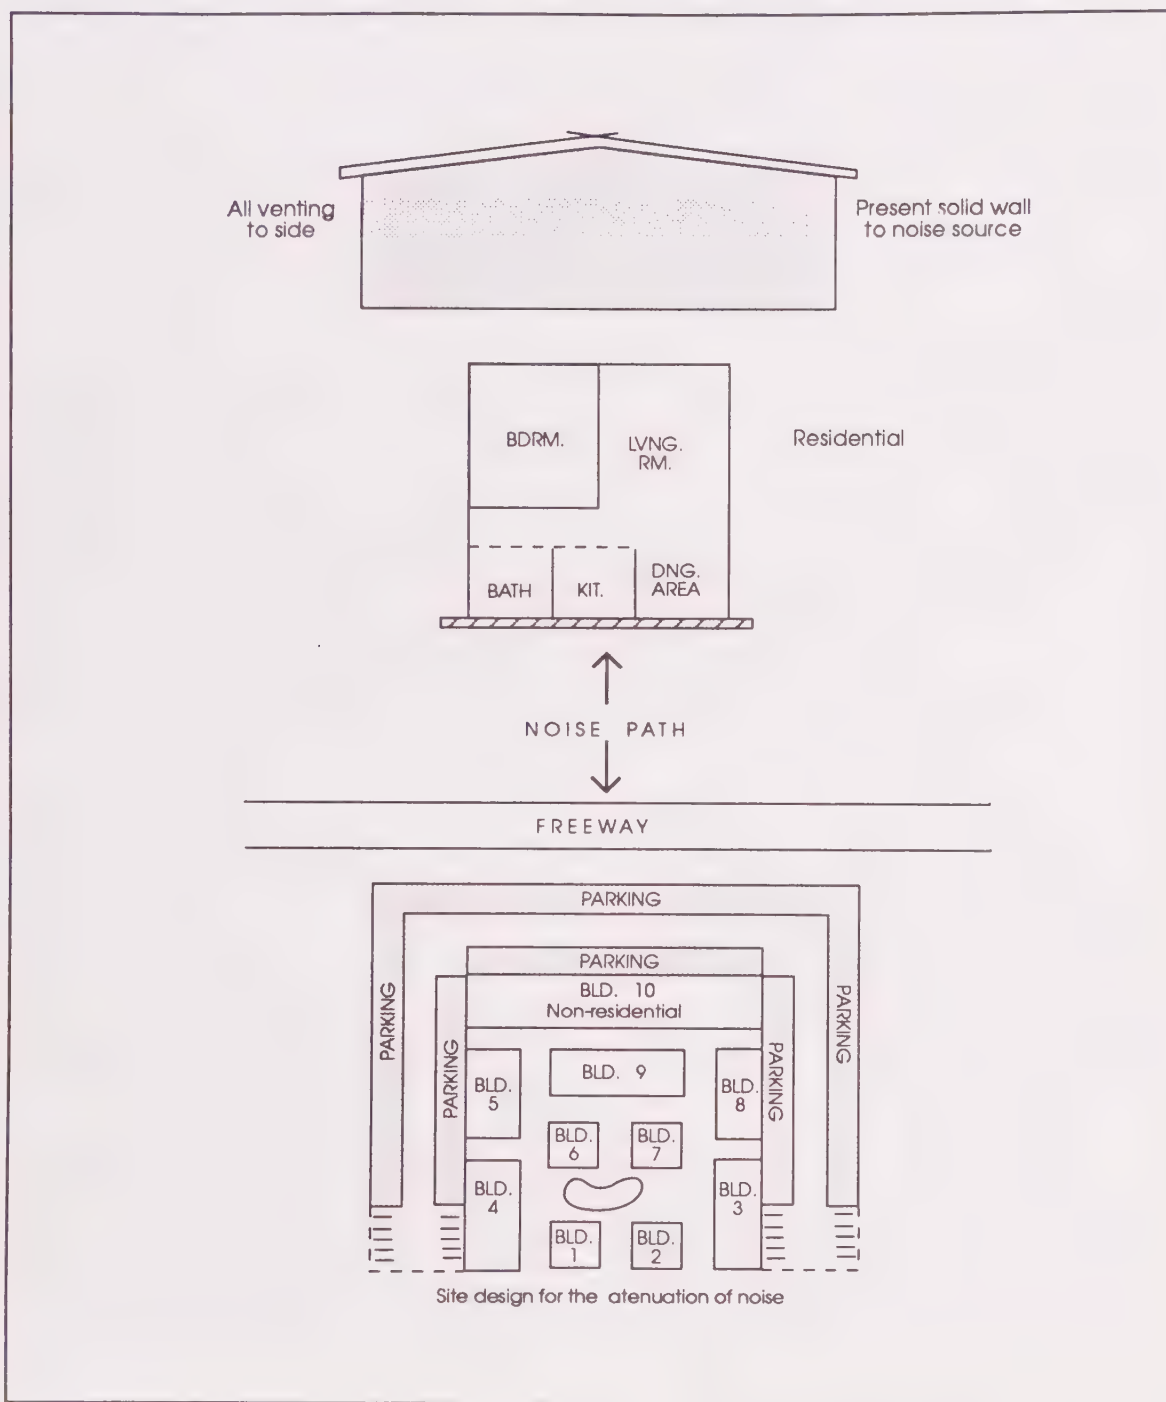 All venting
to side
Present solid wall
to noise source
BDRM.
LVNG.
RM.
Residential
BATH
KIT.
DNG.
AREA
NOISE PATH
FREEWAY
PARKING
PARKING
PARKING
BLD. 10
Non-residential
PARKING
PARKING
PARKING
BLD.
5
BLD. 9
BLD.
8
BLD.
6
BLD.
7
BLD.
4
BLD.
3
BLD.
1
BLD.
2
Site design for the atenuation of noise